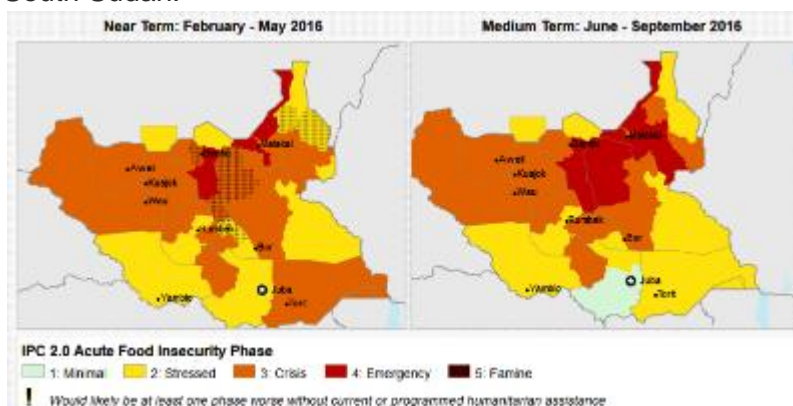 South Sudan.
Near Term: February - May 2016
Medium Term: June - September 2016
Malakal
Bentiu
Aweil
Kuajok
Wau
Rumbek
Bor
Juba
Yambio
Torit
Malakal
Bentiu
Aweil
Kuajok
Wau
Rumbek
Bor
Juba
Yambio
Torit
IPC 2.0 Acute Food Insecurity Phase
1: Minimal 2: Stressed 3: Crisis 4: Emergency 5: Famine
! Would likely be at least one phase worse without current or programmed humanitarian assistance